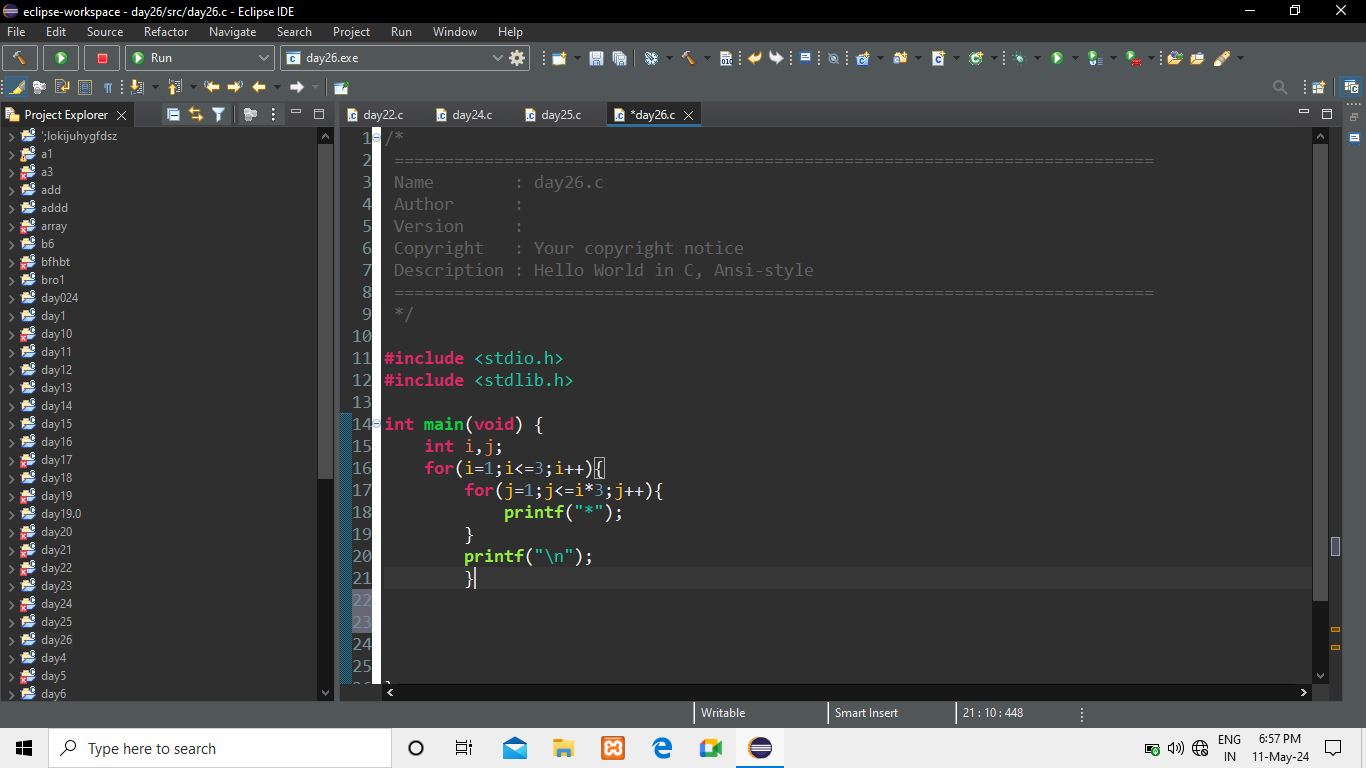 eclipse-workspace - day26/src/day26.c - Eclipse IDE
File Edit Source Refactor Navigate Search Project Run Window Help
Run day26.exe
Project Explorer
day22.c day24.c day25.c *day26.c
';lokijuhygfdsz
a1
a3
add
addd
array
b6
bfhbt
bro1
day024
day1
day10
day11
day12
day13
day14
day15
day16
day17
day18
day19
day19.0
day20
day21
day22
day23
day24
day25
day26
day4
day5
day6
1 /*
2 ============================================================================
3 Name        : day26.c
4 Author      :
5 Version     :
6 Copyright   : Your copyright notice
7 Description : Hello World in C, Ansi-style
8 ============================================================================
9 */
10
11 #include <stdio.h>
12 #include <stdlib.h>
13
14 int main(void) {
15     int i,j;
16     for(i=1;i<=3;i++){
17         for(j=1;j<=i*3;j++){
18             printf("*");
19         }
20         printf("\n");
21         }
22
23
24
25
Writable Smart Insert 21 : 10 : 448
Type here to search
ENG
IN
6:57 PM
11-May-24